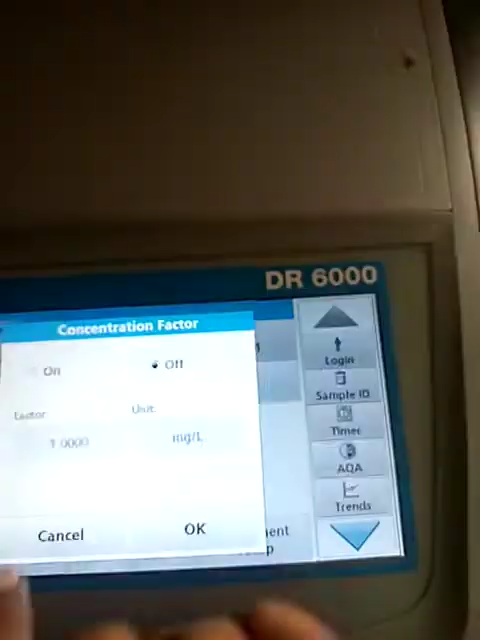 DR 6000
Concentration Factor
On
Off
Factor
Unit
1.0000
mg/L
Cancel
OK
Login
Sample ID
Timer
AQA
Trends